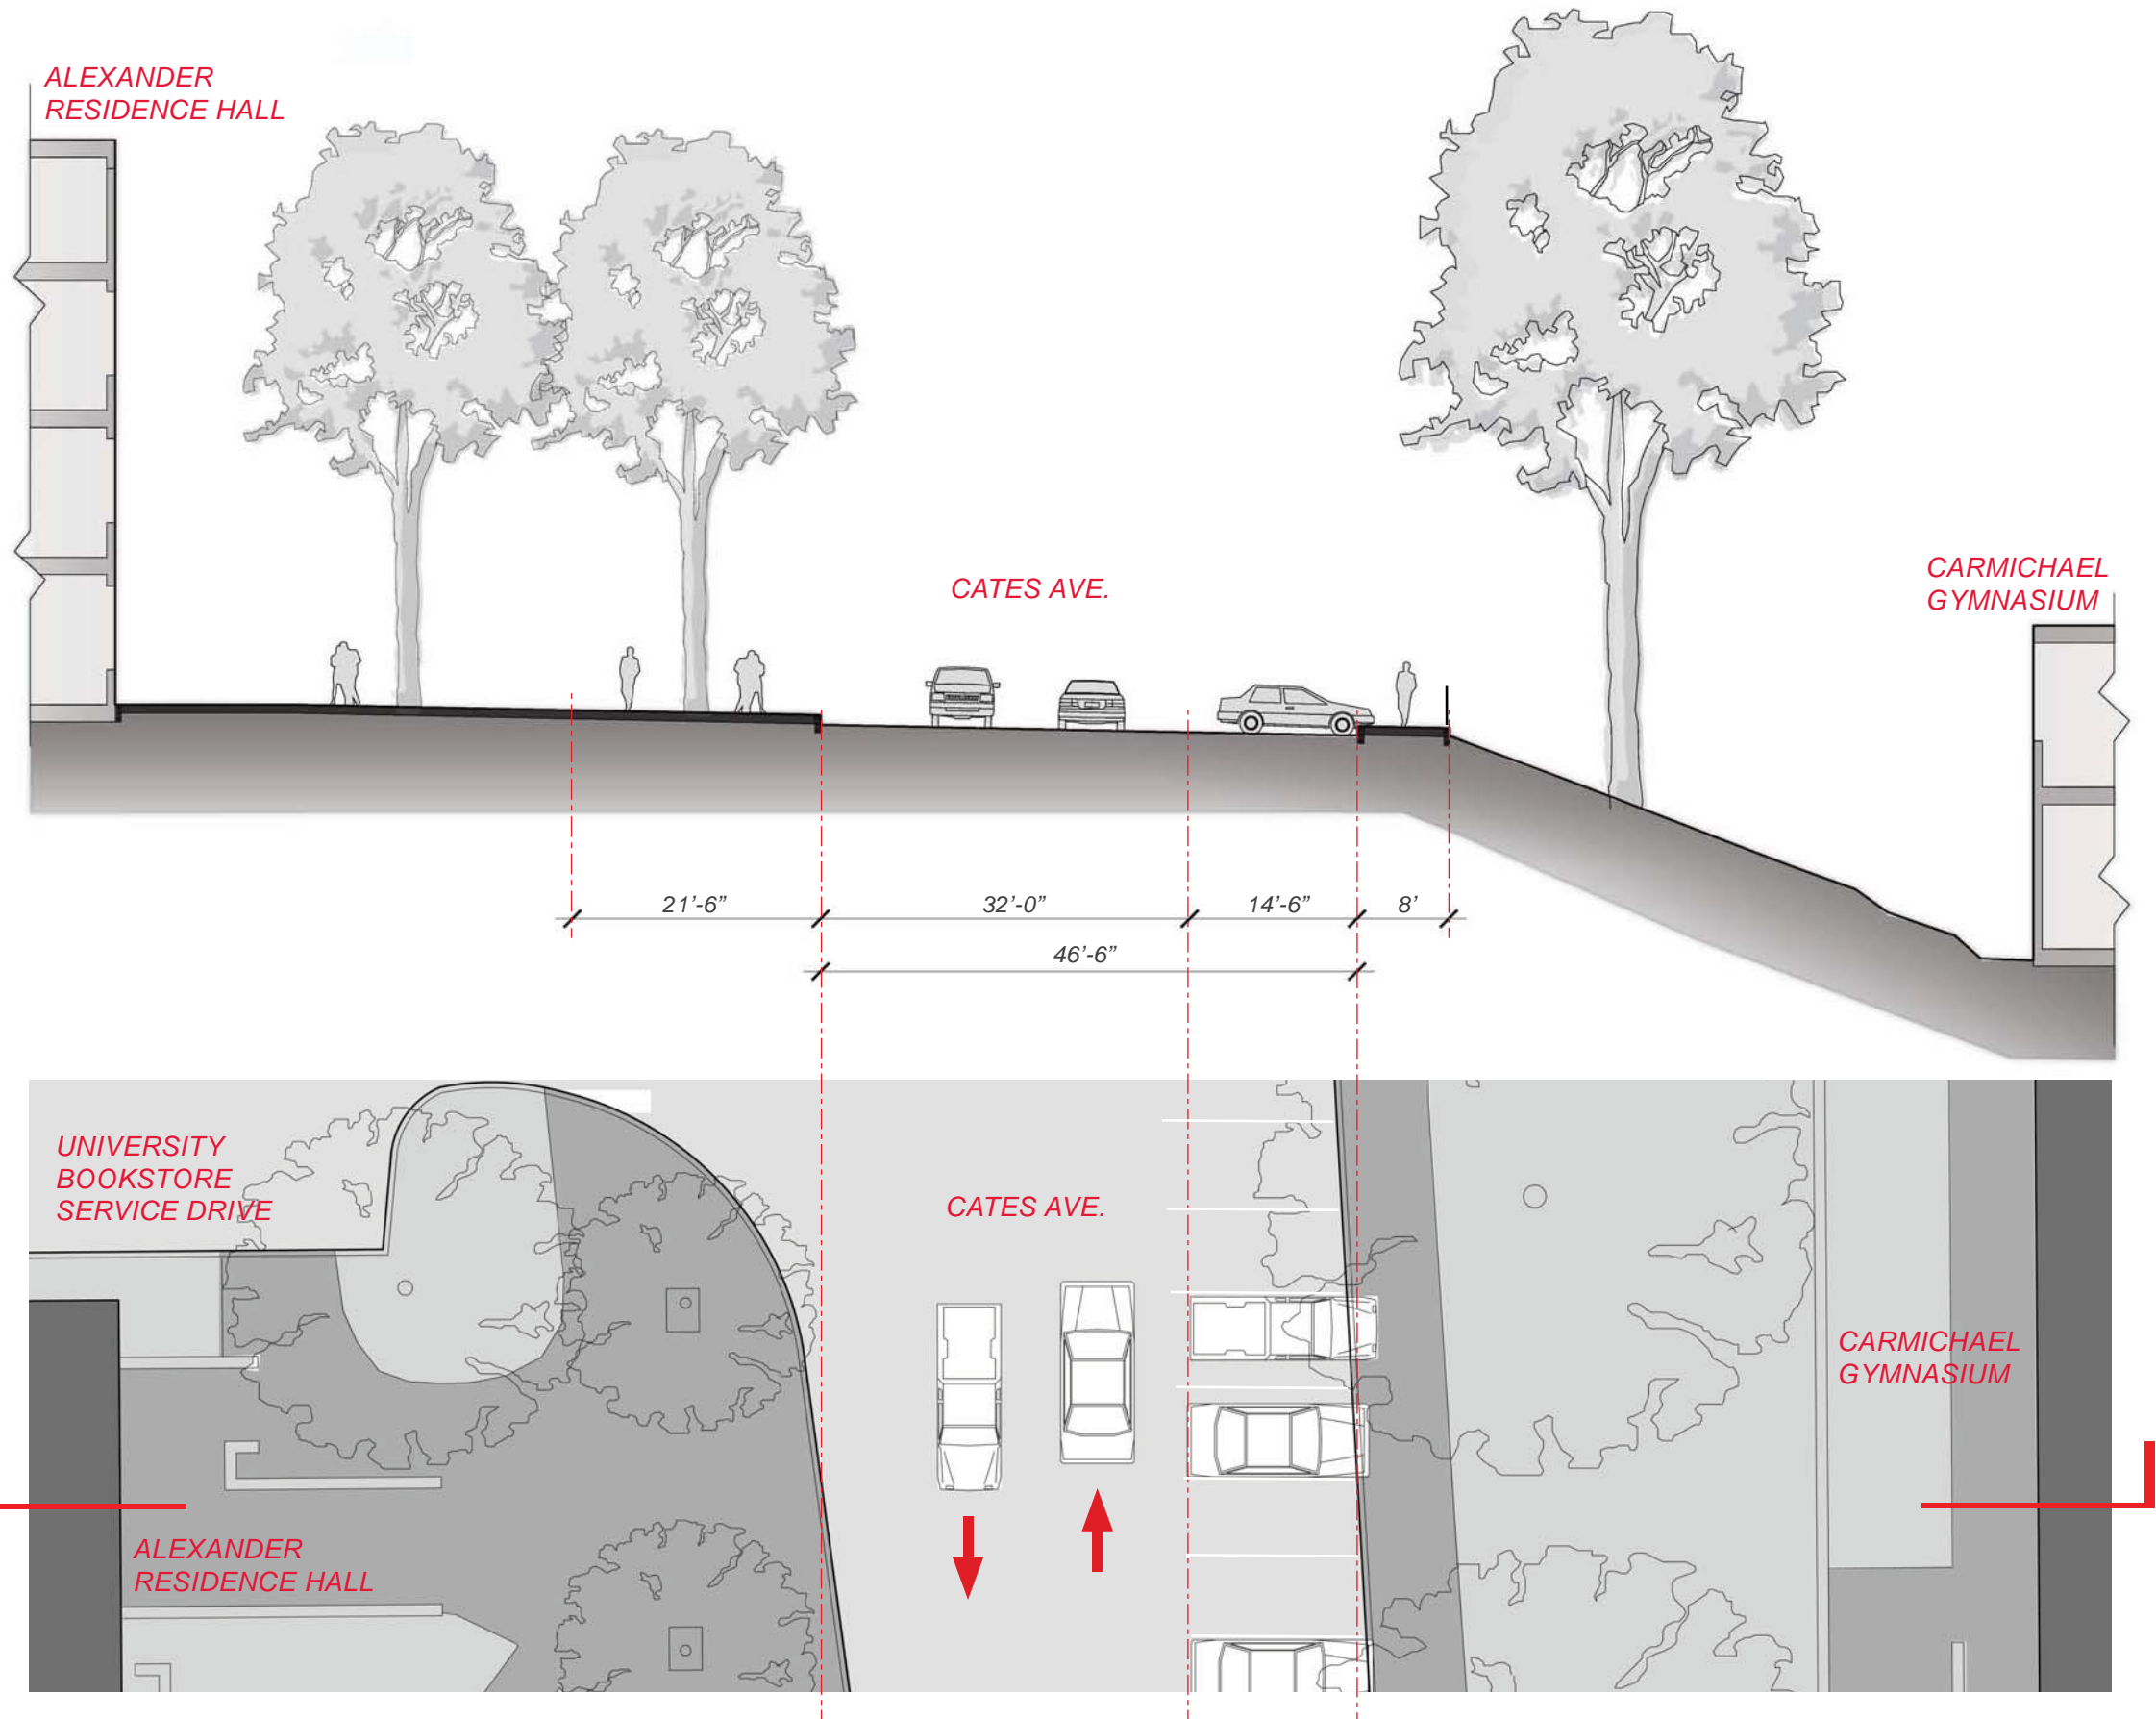 ALEXANDER
RESIDENCE HALL
CATES AVE.
CARMICHAEL
GYMNASIUM
21'-6”
32'-0”
14'-6”
8'
46'-6”
UNIVERSITY
BOOKSTORE
SERVICE DRIVE
CATES AVE.
CARMICHAEL
GYMNASIUM
ALEXANDER
RESIDENCE HALL